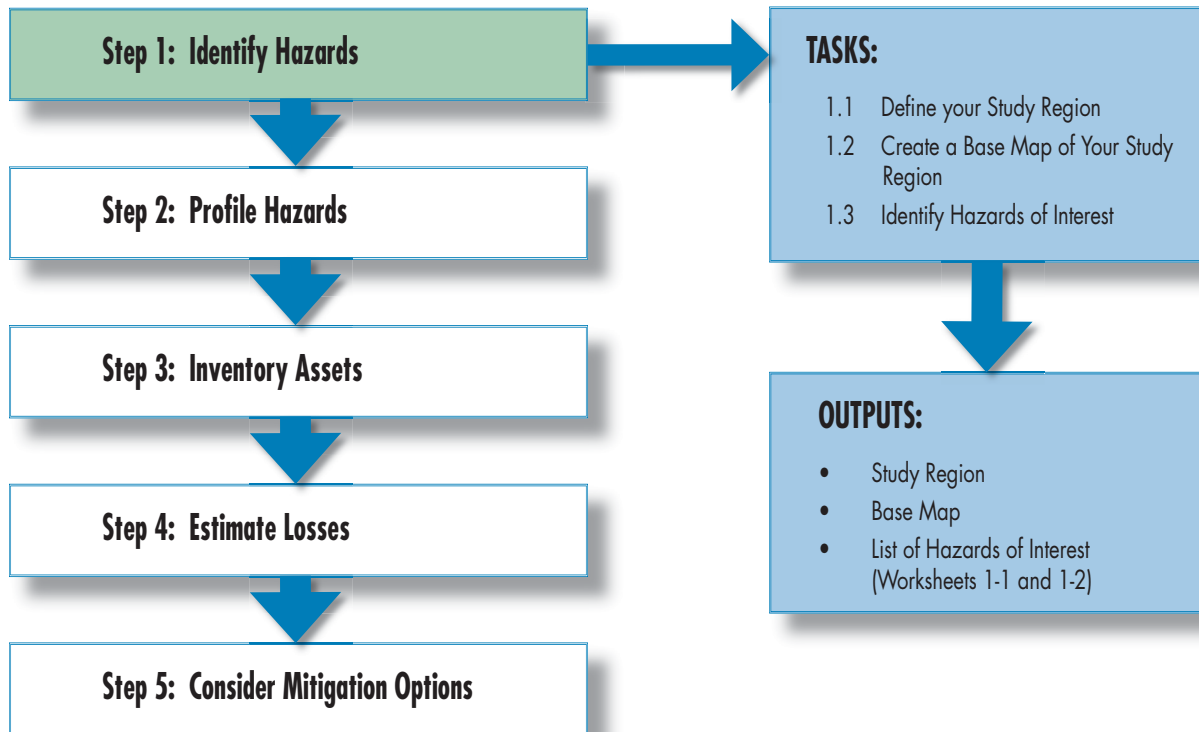 Step 1: Identify Hazards
Step 2: Profile Hazards
Step 3: Inventory Assets
Step 4: Estimate Losses
Step 5: Consider Mitigation Options
TASKS:
1.1 Define your Study Region
1.2 Create a Base Map of Your Study
Region
1.3 Identify Hazards of Interest
OUTPUTS:
• Study Region
• Base Map
• List of Hazards of Interest
(Worksheets 1-1 and 1-2)